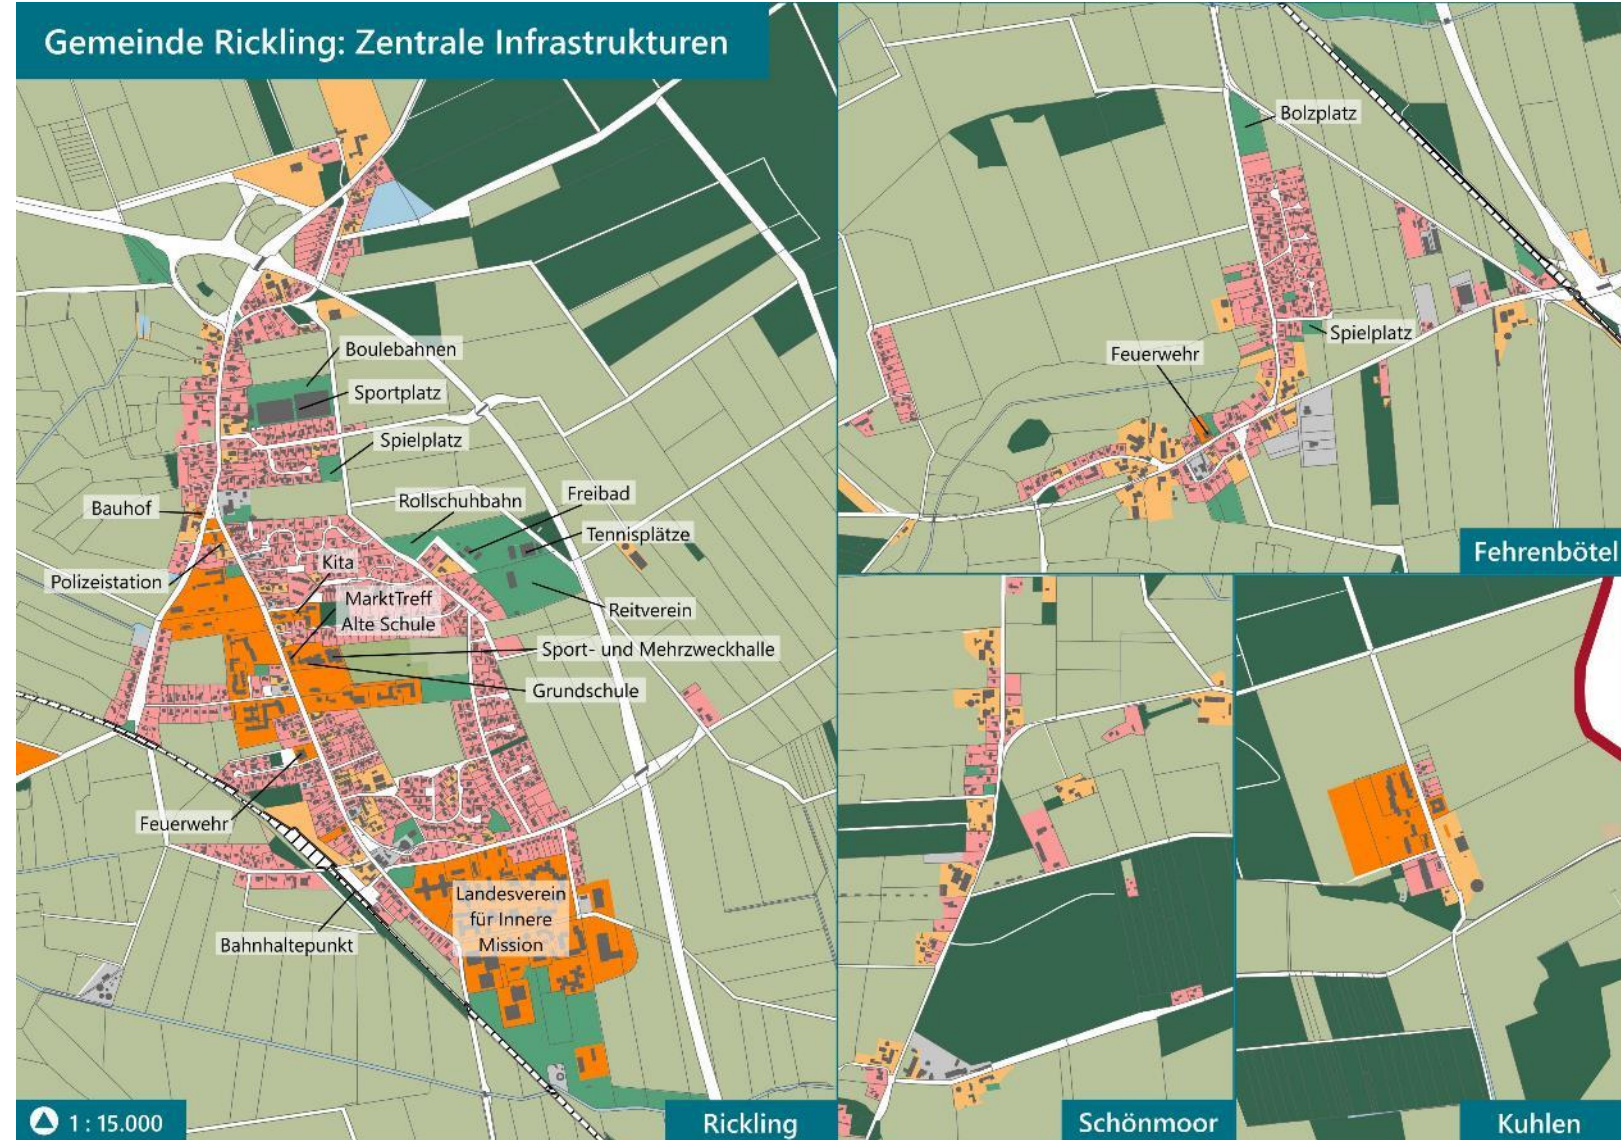 Gemeinde Rickling: Zentrale Infrastrukturen
Boulebahnen
Sportplatz
Spielplatz
Rollschuhbahn
Freibad
Bauhof
Tennisplätze
Kita
Polizeistation
MarktTreff
Alte Schule
Reitverein
Sport- und Mehrzweckhalle
Grundschule
Feuerwehr
Landesverein
für Innere
Mission
Bahnhaltepunkt
1 : 15.000
Rickling
Bolzplatz
Spielplatz
Feuerwehr
Fehrenbötel
Schönmoor
Kuhlen